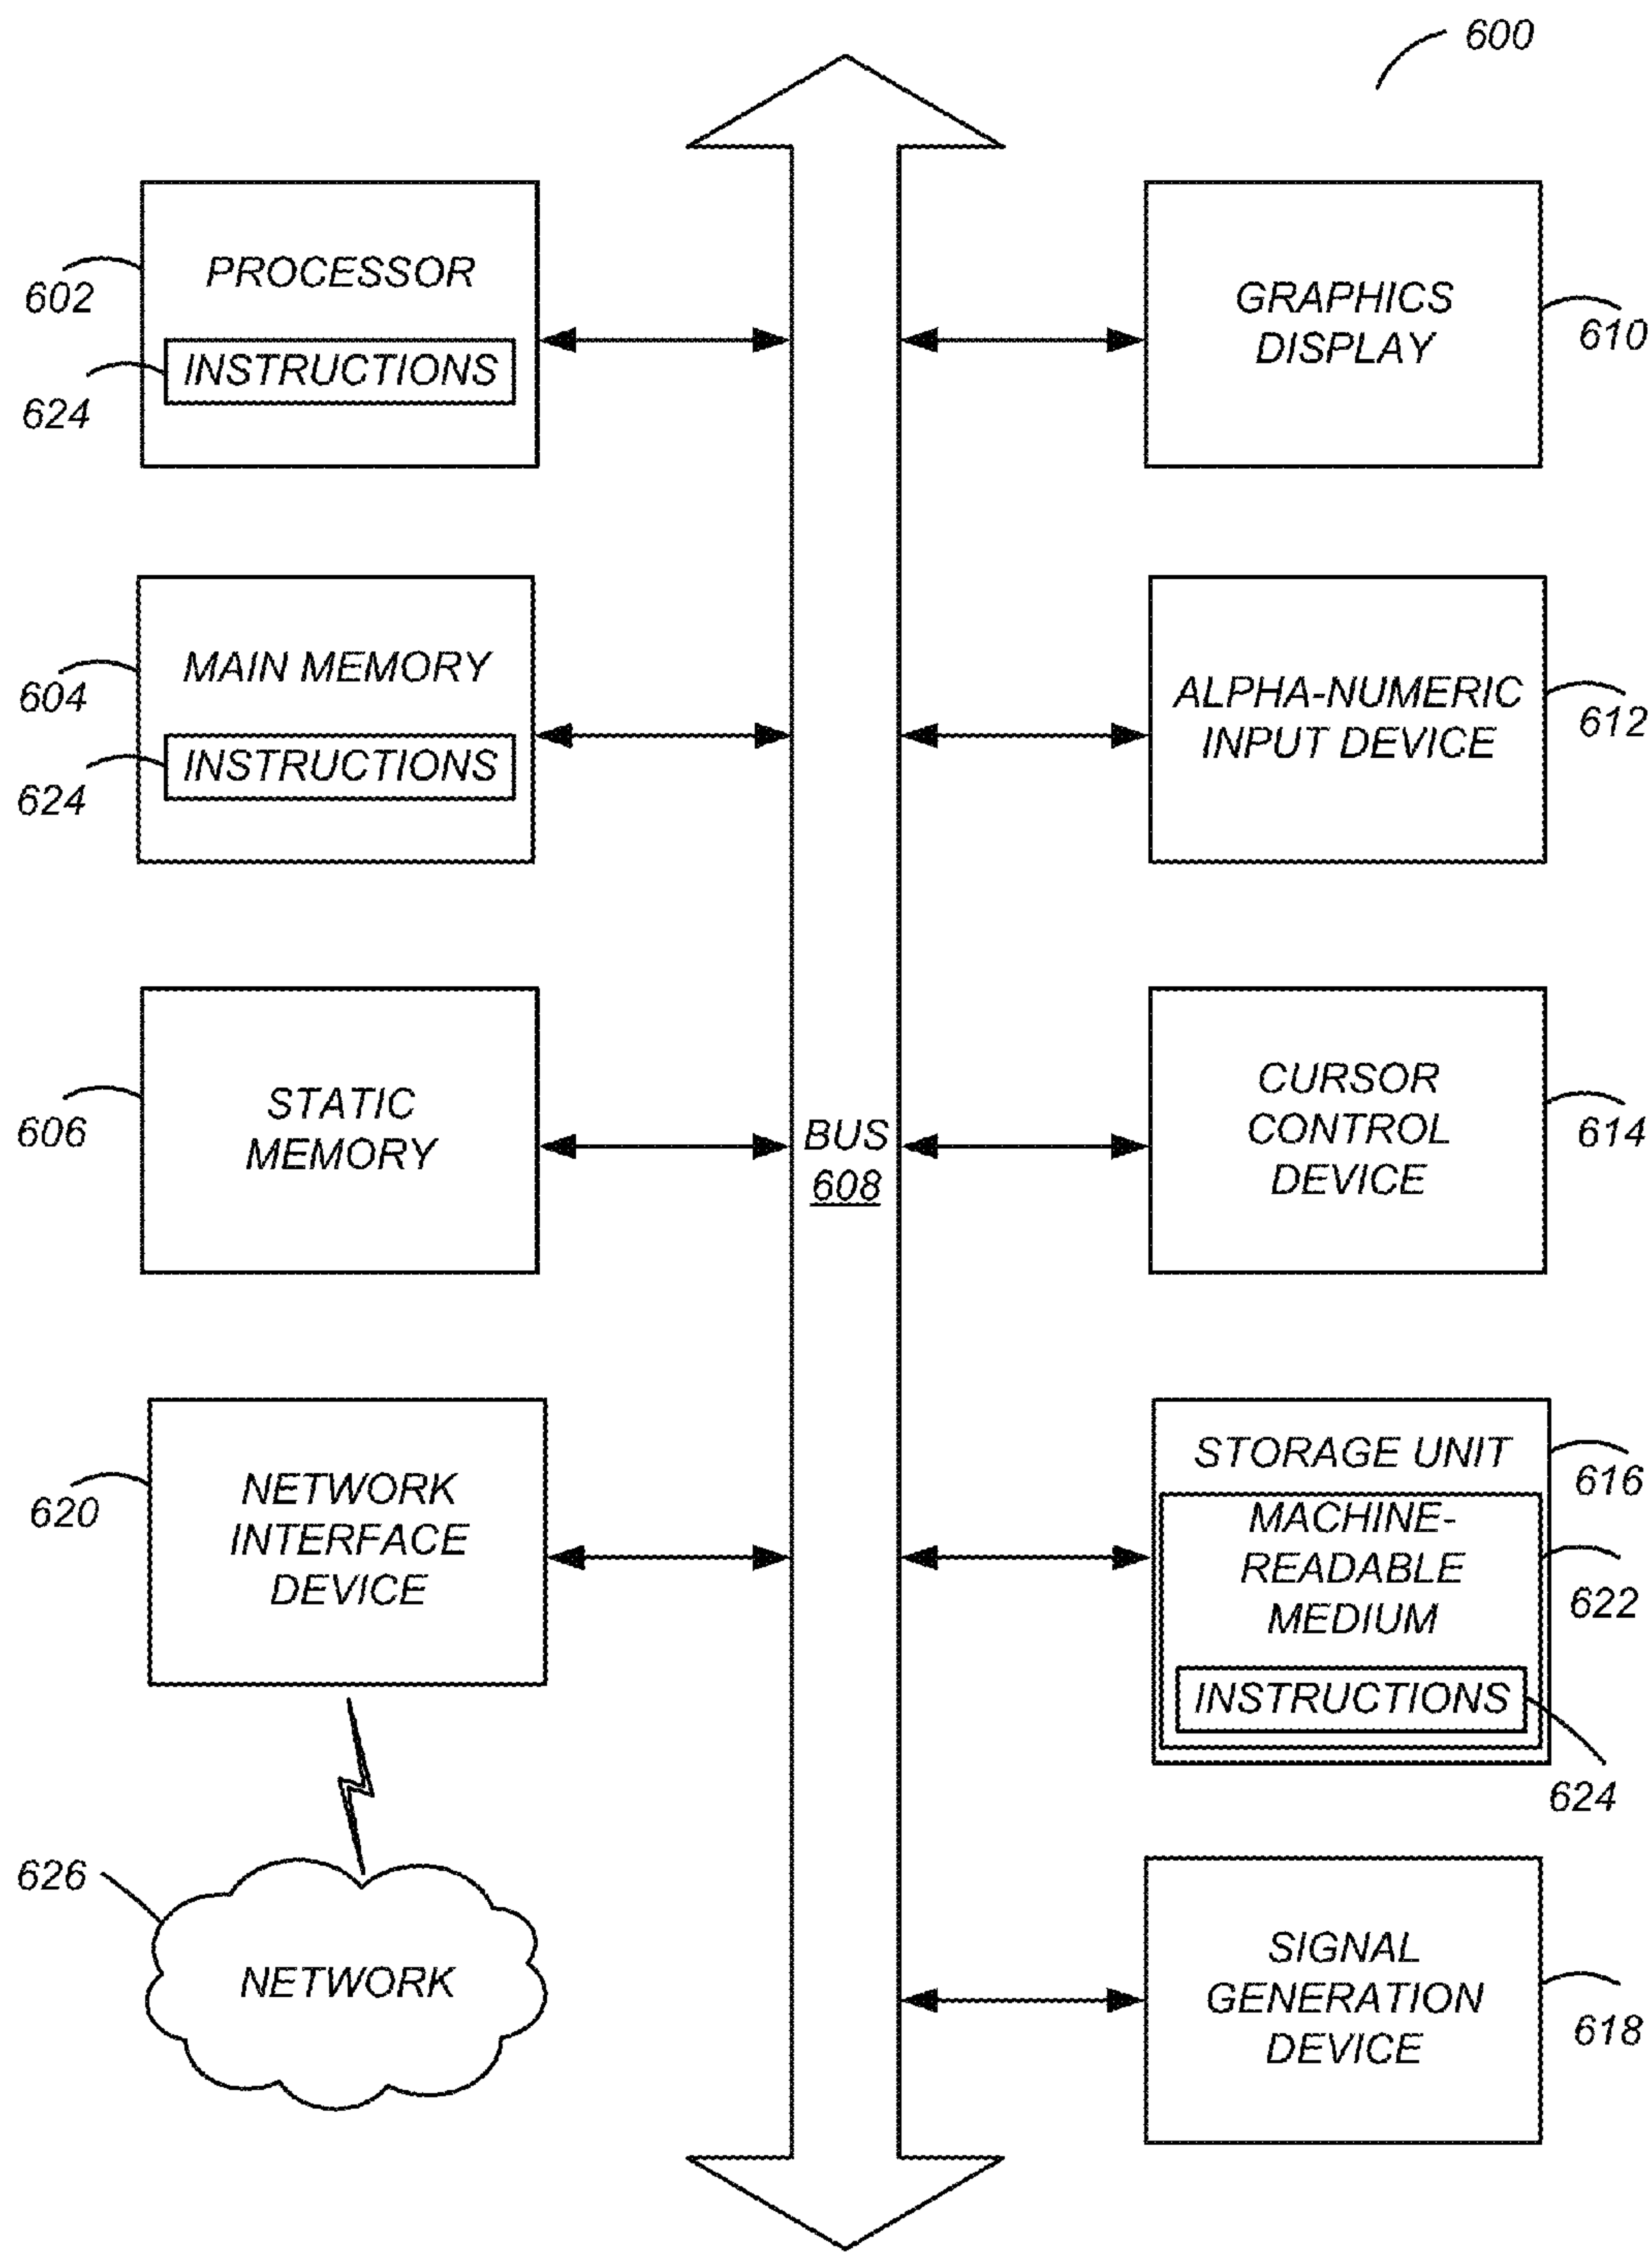 600
PROCESSOR
602
INSTRUCTIONS
624
GRAPHICS
DISPLAY
610
MAIN MEMORY
604
INSTRUCTIONS
624
ALPHA-NUMERIC
INPUT DEVICE
612
STATIC
MEMORY
606
BUS
608
CURSOR
CONTROL
DEVICE
614
NETWORK
INTERFACE
DEVICE
620
STORAGE UNIT
616
MACHINE-
READABLE
MEDIUM
622
INSTRUCTIONS
624
626
NETWORK
SIGNAL
GENERATION
DEVICE
618